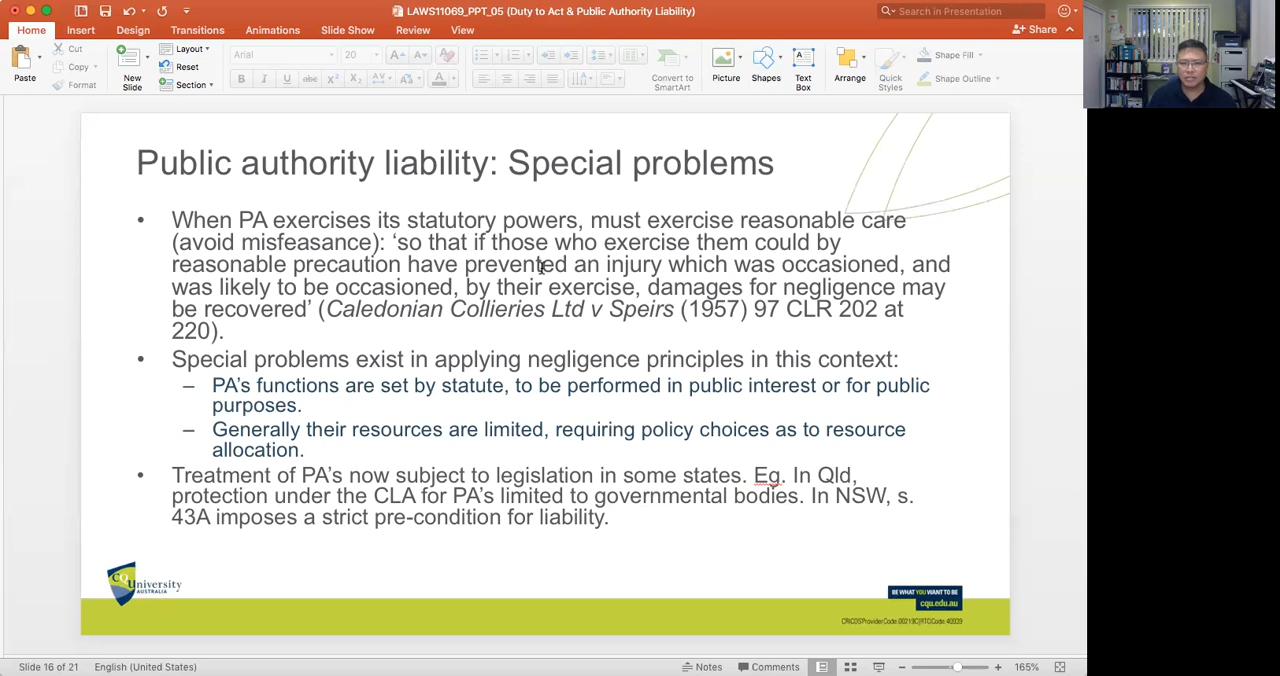 LAWS11069_PPT_05 (Duty to Act & Public Authority Liability)
Search in Presentation
Home Insert Design Transitions Animations Slide Show Review View
Share
Paste
Cut
Copy
Format
New
Slide
Layout
Reset
Section
Arial
20
Convert to
SmartArt
Picture
Shapes
Text
Box
Arrange
Quick
Styles
Shape Fill
Shape Outline
Public authority liability: Special problems
• When PA exercises its statutory powers, must exercise reasonable care
(avoid misfeasance): ‘so that if those who exercise them could by
reasonable precaution have prevented an injury which was occasioned, and
was likely to be occasioned, by their exercise, damages for negligence may
be recovered’ (Caledonian Collieries Ltd v Speirs (1957) 97 CLR 202 at
220).
• Special problems exist in applying negligence principles in this context:
– PA’s functions are set by statute, to be performed in public interest or for public
purposes.
– Generally their resources are limited, requiring policy choices as to resource
allocation.
• Treatment of PA’s now subject to legislation in some states. Eg. In Qld,
protection under the CLA for PA’s limited to governmental bodies. In NSW, s.
43A imposes a strict pre-condition for liability.
CQUniversity
AUSTRALIA
BE WHAT YOU WANT TO BE
cqu.edu.au
CRICOS Provider Code: 00219C | RTO Code: 40939
Slide 16 of 21
English (United States)
Notes
Comments
165%